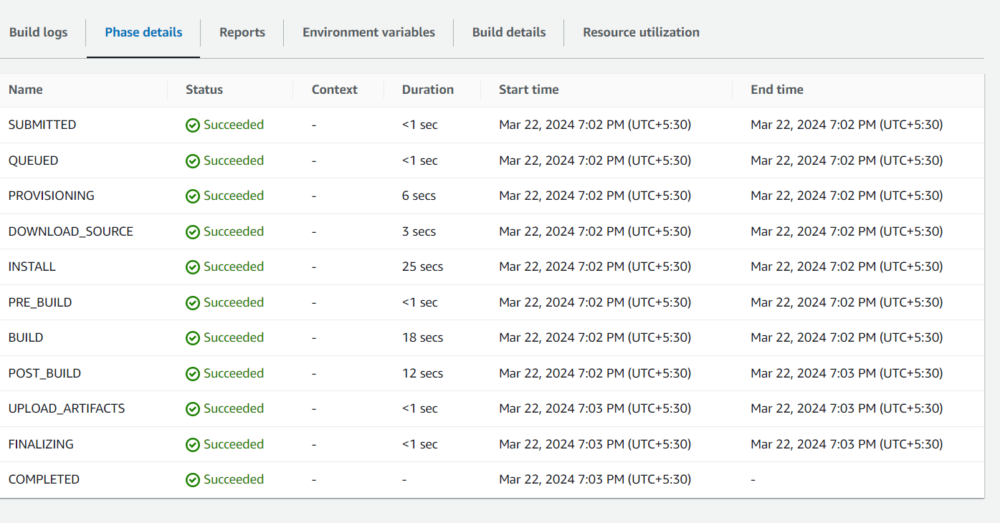 Build logs Phase details Reports Environment variables Build details Resource utilization
Name Status Context Duration Start time End time
SUBMITTED Succeeded - <1 sec Mar 22, 2024 7:02 PM (UTC+5:30) Mar 22, 2024 7:02 PM (UTC+5:30)
QUEUED Succeeded - <1 sec Mar 22, 2024 7:02 PM (UTC+5:30) Mar 22, 2024 7:02 PM (UTC+5:30)
PROVISIONING Succeeded - 6 secs Mar 22, 2024 7:02 PM (UTC+5:30) Mar 22, 2024 7:02 PM (UTC+5:30)
DOWNLOAD_SOURCE Succeeded - 3 secs Mar 22, 2024 7:02 PM (UTC+5:30) Mar 22, 2024 7:02 PM (UTC+5:30)
INSTALL Succeeded - 25 secs Mar 22, 2024 7:02 PM (UTC+5:30) Mar 22, 2024 7:02 PM (UTC+5:30)
PRE_BUILD Succeeded - <1 sec Mar 22, 2024 7:02 PM (UTC+5:30) Mar 22, 2024 7:02 PM (UTC+5:30)
BUILD Succeeded - 18 secs Mar 22, 2024 7:02 PM (UTC+5:30) Mar 22, 2024 7:02 PM (UTC+5:30)
POST_BUILD Succeeded - 12 secs Mar 22, 2024 7:02 PM (UTC+5:30) Mar 22, 2024 7:03 PM (UTC+5:30)
UPLOAD_ARTIFACTS Succeeded - <1 sec Mar 22, 2024 7:03 PM (UTC+5:30) Mar 22, 2024 7:03 PM (UTC+5:30)
FINALIZING Succeeded - <1 sec Mar 22, 2024 7:03 PM (UTC+5:30) Mar 22, 2024 7:03 PM (UTC+5:30)
COMPLETED Succeeded - - Mar 22, 2024 7:03 PM (UTC+5:30) -